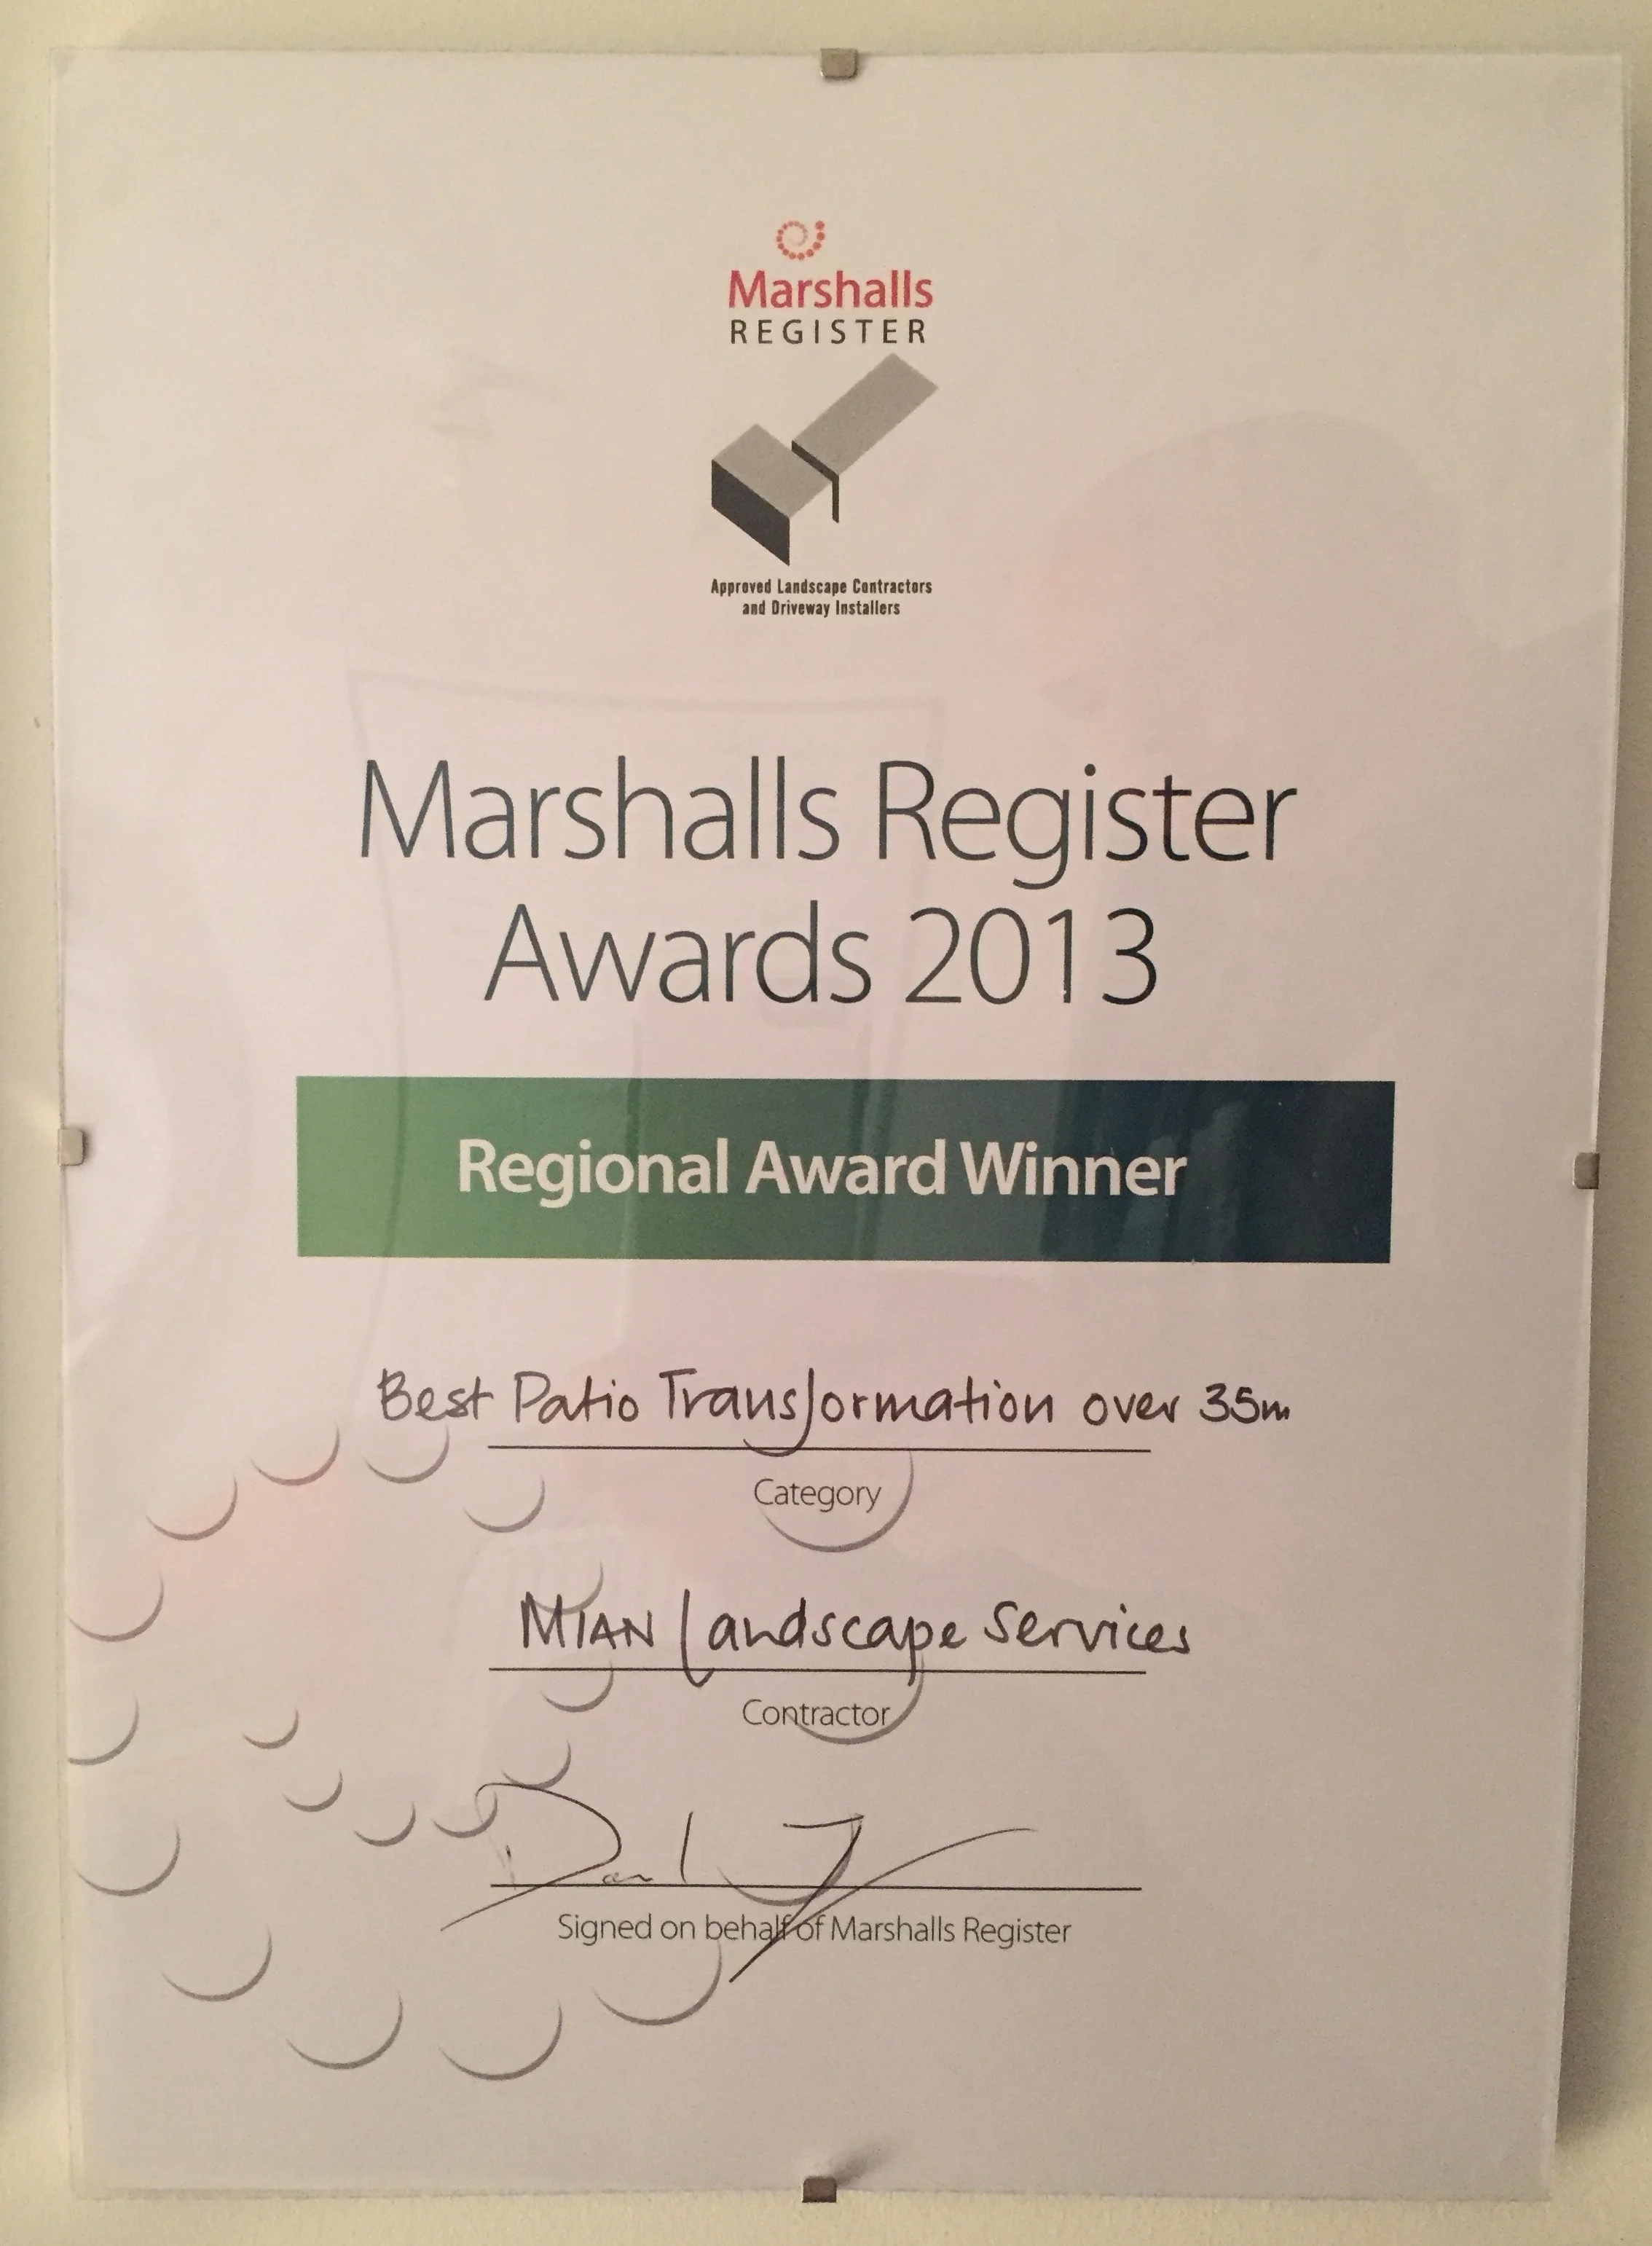 Marshalls
REGISTER
Approved Landscape Contractors
and Driveway Installers
Marshalls Register
Awards 2013
Regional Award Winner
Best Patio Transformation over 35m
Category
MIAN Landscape Services
Contractor
Signed on behalf of Marshalls Register